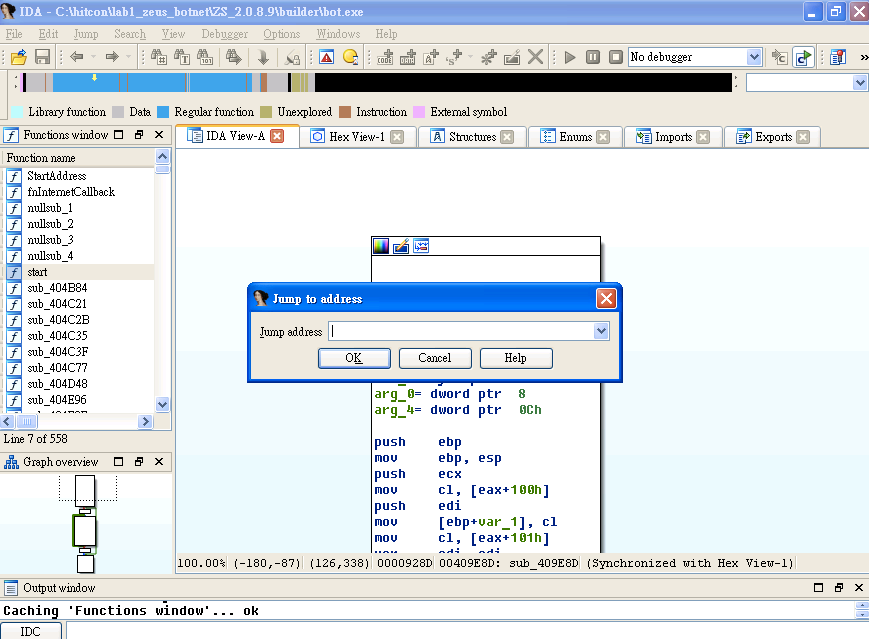 IDA - C:\hitcon\lab1_zeus_botnet\ZS_2.0.8.9\builder\bot.exe
File Edit Jump Search View Debugger Options Windows Help
No debugger
Library function Data Regular function Unexplored Instruction External symbol
Functions window
IDA View-A Hex View-1 Structures Enums Imports Exports
Function name
StartAddress
fnInternetCallback
nullsub_1
nullsub_2
nullsub_3
nullsub_4
start
sub_404B84
sub_404C21
sub_404C2B
sub_404C35
sub_404C3F
sub_404C77
sub_404D48
sub_404E96
Line 7 of 558
Graph overview
Jump to address
Jump address
OK Cancel Help
arg_0= dword ptr 8
arg_4= dword ptr 0Ch
push ebp
mov ebp, esp
push ecx
mov cl, [eax+100h]
push edi
mov [ebp+var_1], cl
mov cl, [eax+101h]
100.00% (-180,-87) (126,338) 0000928D 00409E8D: sub_409E8D (Synchronized with Hex View-1)
Output window
Caching 'Functions window'... ok
IDC